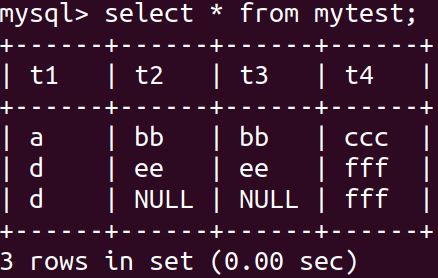 mysql> select * from mytest;
+------+------+------+------+
| t1   | t2   | t3   | t4   |
+------+------+------+------+
| a    | bb   | bb   | ccc  |
| d    | ee   | ee   | fff  |
| d    | NULL | NULL | fff  |
+------+------+------+------+
3 rows in set (0.00 sec)